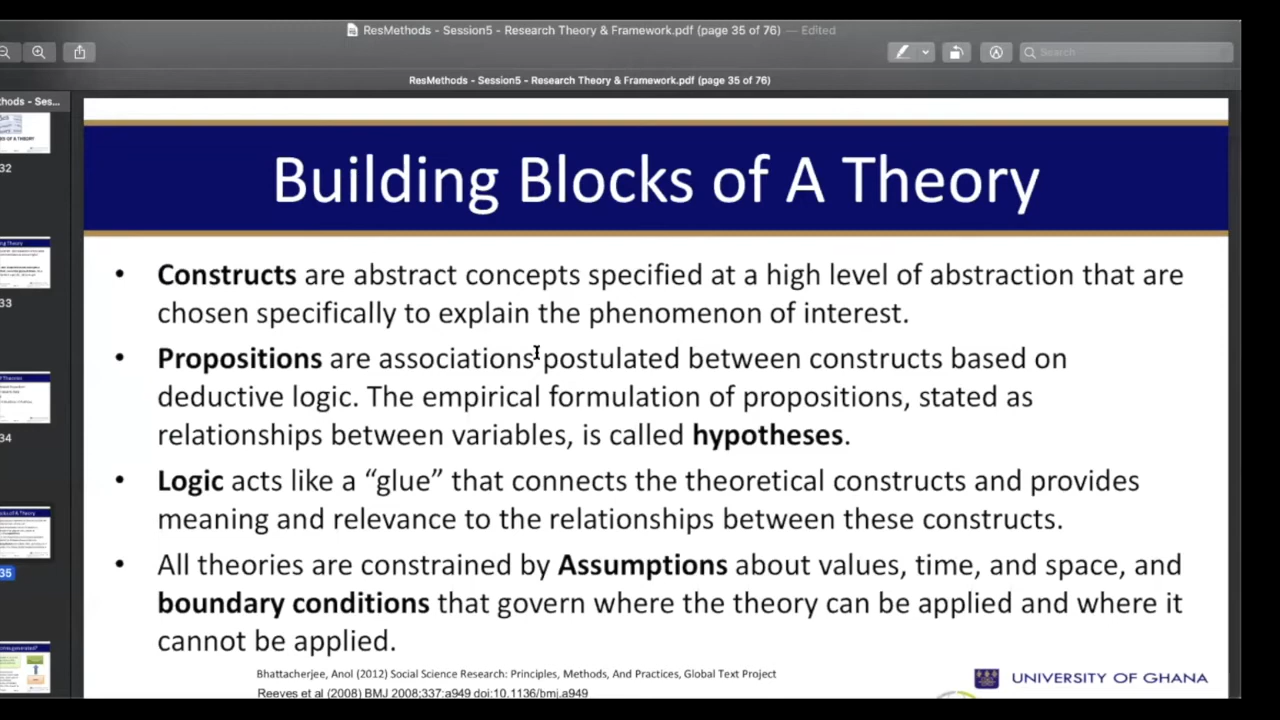 ResMethods - Session5 - Research Theory & Framework.pdf (page 35 of 76) — Edited
Search
ResMethods - Session5 - Research Theory & Framework.pdf (page 35 of 76)
thods - Ses...
32
33
34
35
Building Blocks of A Theory
• Constructs are abstract concepts specified at a high level of abstraction that are
chosen specifically to explain the phenomenon of interest.
• Propositions are associations postulated between constructs based on
deductive logic. The empirical formulation of propositions, stated as
relationships between variables, is called hypotheses.
• Logic acts like a “glue” that connects the theoretical constructs and provides
meaning and relevance to the relationships between these constructs.
• All theories are constrained by Assumptions about values, time, and space, and
boundary conditions that govern where the theory can be applied and where it
cannot be applied.
Bhattacherjee, Anol (2012) Social Science Research: Principles, Methods, And Practices, Global Text Project
Reeves et al (2008) BMJ 2008;337:a949 doi:10.1136/bmj.a949
UNIVERSITY OF GHANA